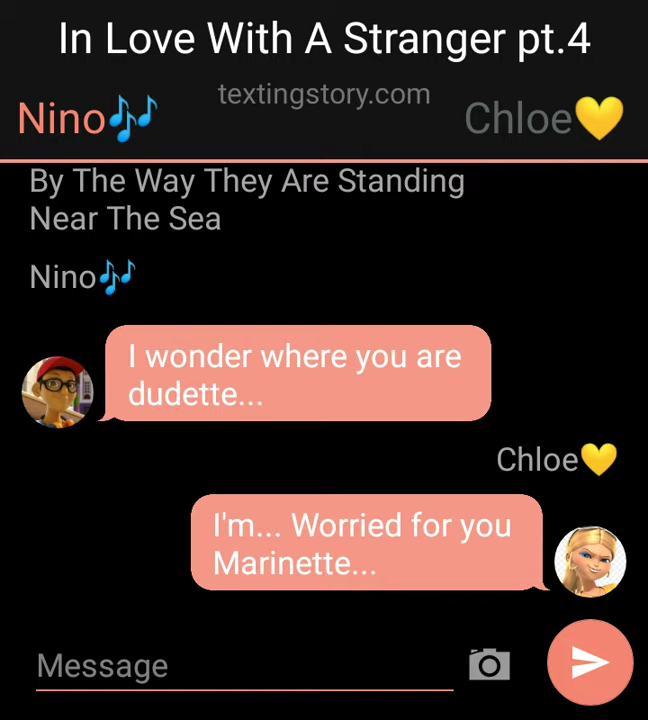 In Love With A Stranger pt.4
textingstory.com
Nino🎶 Chloe💛
By The Way They Are Standing
Near The Sea
Nino🎶
I wonder where you are
dudette...
Chloe💛
I'm... Worried for you
Marinette...
Message